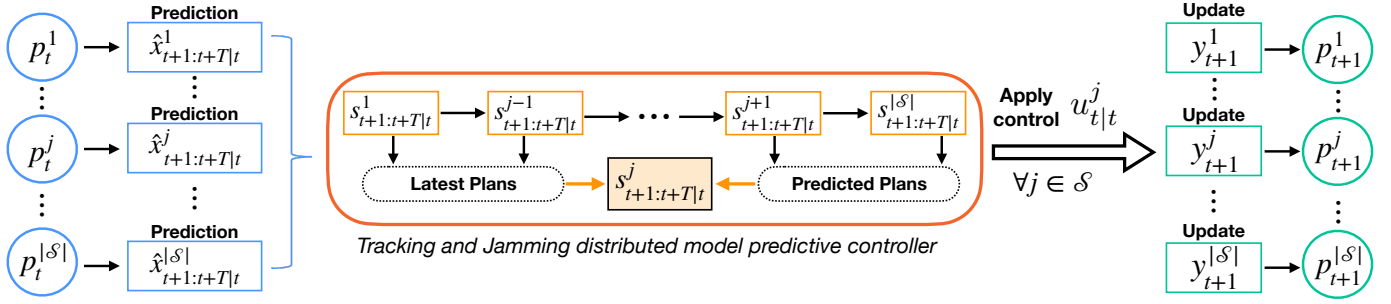 Prediction
p_t^1
x̂^1_{t+1:t+T|t}
Prediction
p_t^j
x̂^j_{t+1:t+T|t}
Prediction
p_t^{|𝒮|}
x̂^{|𝒮|}_{t+1:t+T|t}
s^1_{t+1:t+T|t}
s^{j-1}_{t+1:t+T|t}
s^{j+1}_{t+1:t+T|t}
s^{|𝒮|}_{t+1:t+T|t}
Latest Plans
s^j_{t+1:t+T|t}
Predicted Plans
Tracking and Jamming distributed model predictive controller
Apply
control u^j_{t|t}
∀j ∈ 𝒮
Update
y^1_{t+1}
p^1_{t+1}
Update
y^j_{t+1}
p^j_{t+1}
Update
y^{|𝒮|}_{t+1}
p^{|𝒮|}_{t+1}